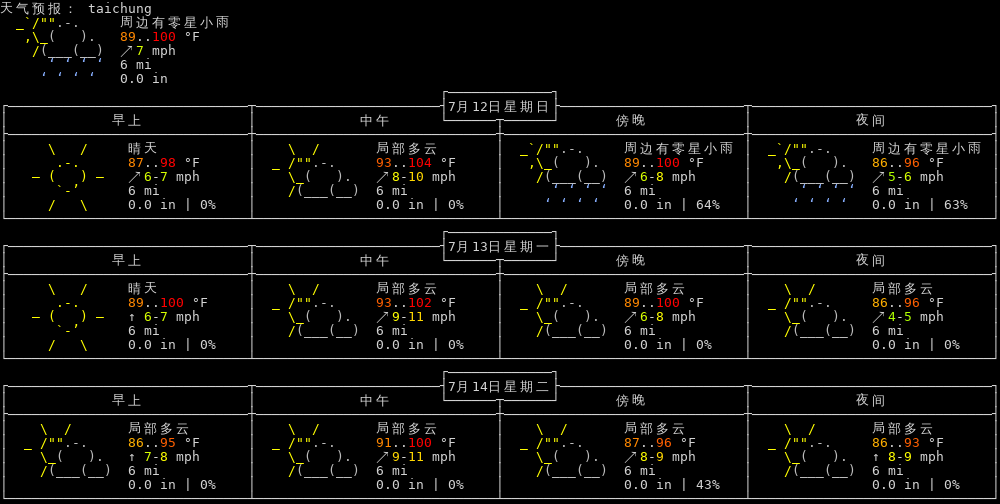 天气预报： taichung
周边有零星小雨
89..100 °F
↗ 7 mph
6 mi
0.0 in
7月12日星期日
早上 中午 傍晚 夜间
晴天 局部多云 周边有零星小雨 周边有零星小雨
87..98 °F 93..104 °F 89..100 °F 86..96 °F
↗ 6-7 mph ↗ 8-10 mph ↗ 6-8 mph ↗ 5-6 mph
6 mi 6 mi 6 mi 6 mi
0.0 in | 0% 0.0 in | 0% 0.0 in | 64% 0.0 in | 63%
7月13日星期一
早上 中午 傍晚 夜间
晴天 局部多云 局部多云 局部多云
89..100 °F 93..102 °F 89..100 °F 86..96 °F
↑ 6-7 mph ↗ 9-11 mph ↗ 6-8 mph ↗ 4-5 mph
6 mi 6 mi 6 mi 6 mi
0.0 in | 0% 0.0 in | 0% 0.0 in | 0% 0.0 in | 0%
7月14日星期二
早上 中午 傍晚 夜间
局部多云 局部多云 局部多云 局部多云
86..95 °F 91..100 °F 87..96 °F 86..93 °F
↑ 7-8 mph ↗ 9-11 mph ↗ 8-9 mph ↑ 8-9 mph
6 mi 6 mi 6 mi 6 mi
0.0 in | 0% 0.0 in | 0% 0.0 in | 43% 0.0 in | 0%